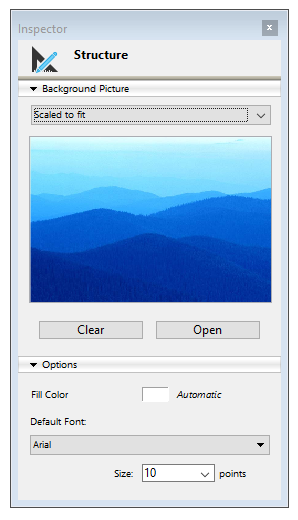 Inspector
x
Structure
Background Picture
Scaled to fit
Clear Open
Options
Fill Color Automatic
Default Font:
Arial
Size: 10 points